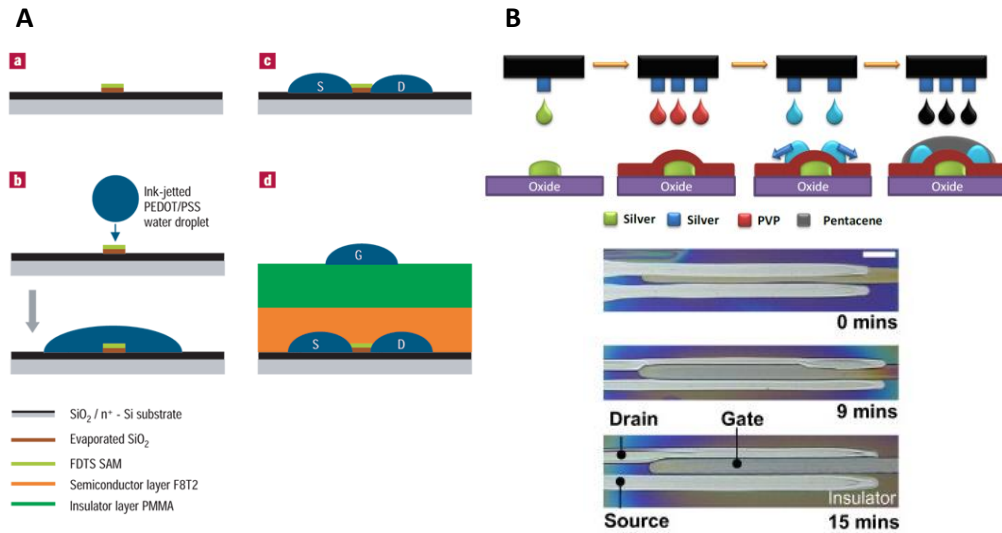 A
a
b
Ink-jetted
PEDOT/PSS
water droplet
c
S
D
d
G
S
D
SiO2 / n+ - Si substrate
Evaporated SiO2
FDTS SAM
Semiconductor layer F8T2
Insulator layer PMMA
B
Oxide
Oxide
Oxide
Oxide
Silver
Silver
PVP
Pentacene
0 mins
9 mins
Drain
Gate
Insulator
Source
15 mins